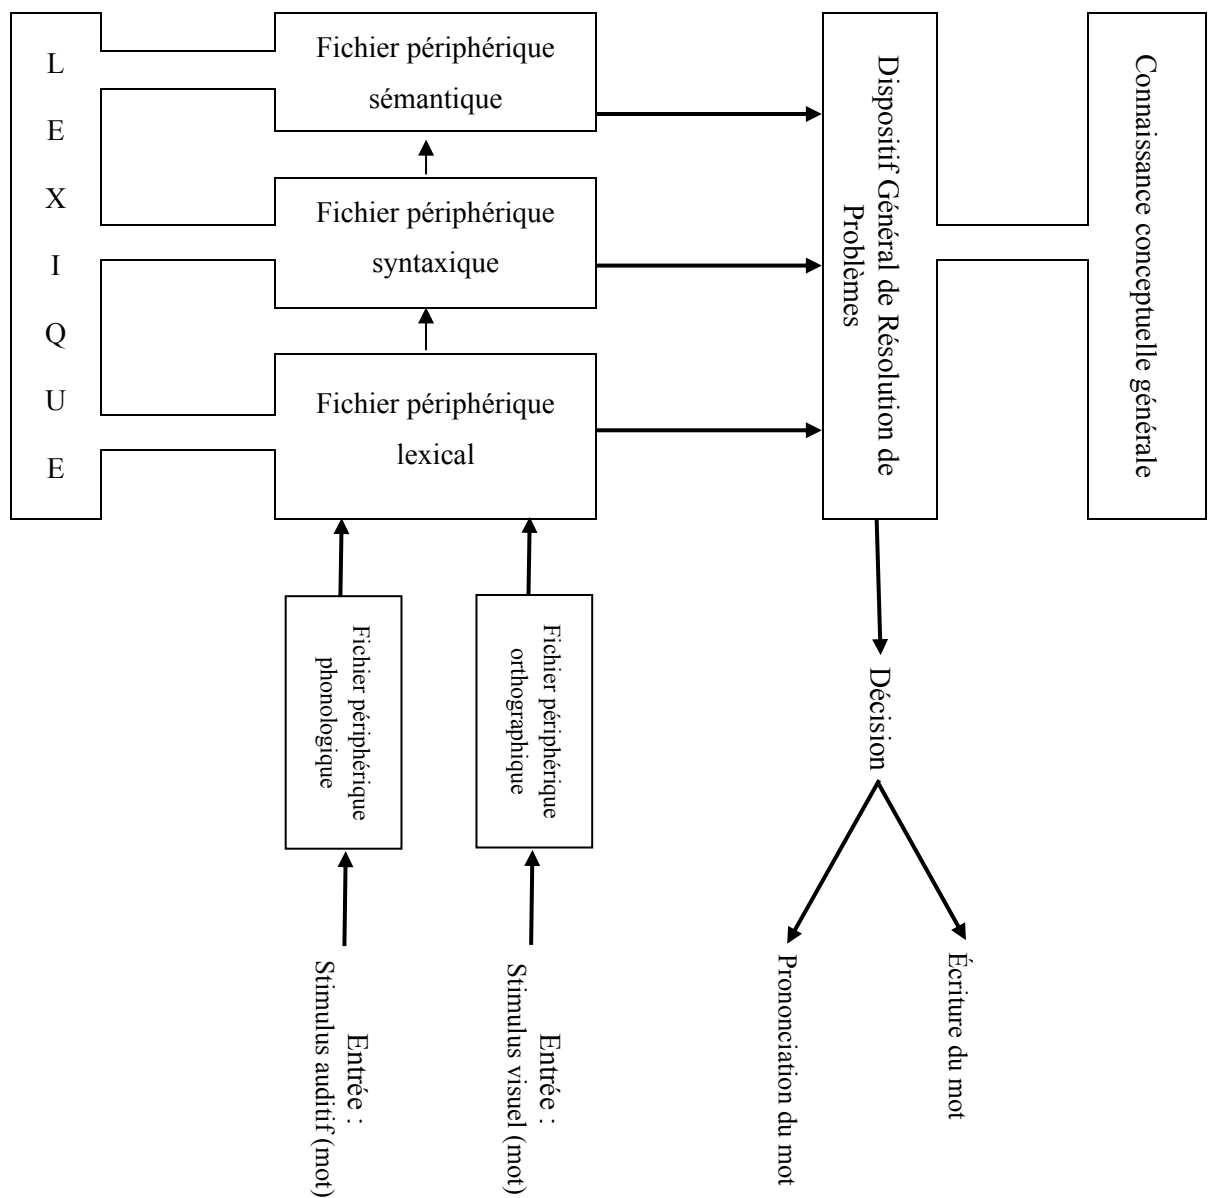 L
E
X
I
Q
U
E
Fichier périphérique
sémantique
Fichier périphérique
syntaxique
Fichier périphérique
lexical
Dispositif Général de Résolution de
Problèmes
Connaissance conceptuelle générale
Fichier périphérique
phonologique
Fichier périphérique
orthographique
Décision
Entrée :
Stimulus auditif (mot)
Entrée :
Stimulus visuel (mot)
Prononciation du mot
Écriture du mot